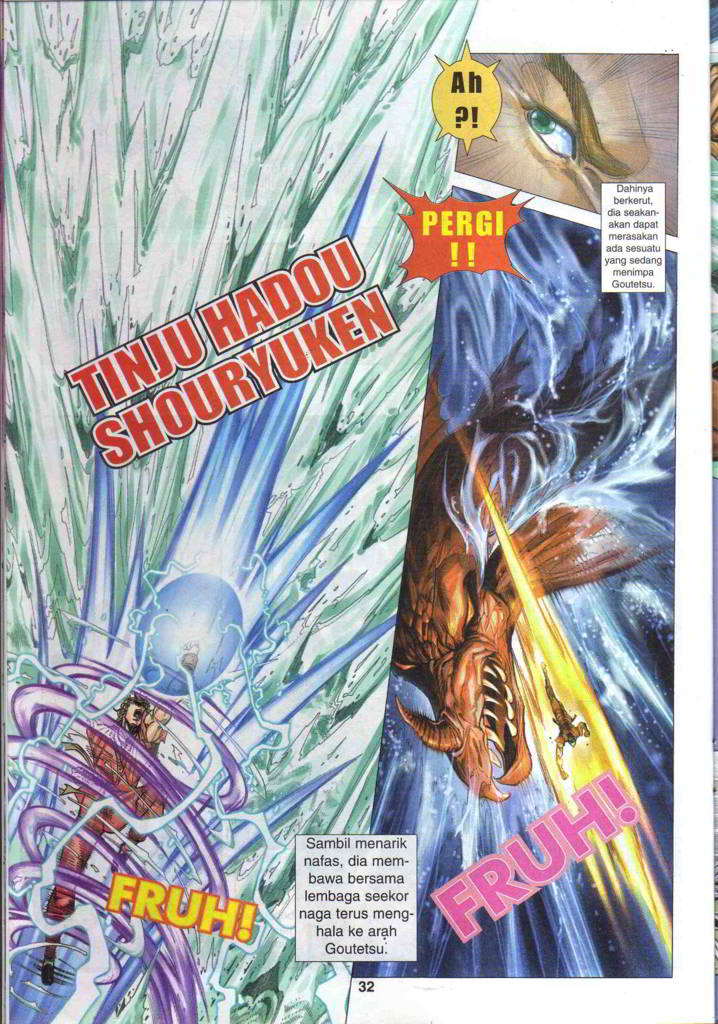 Ah
?!
Dahinya
berkerut,
dia seakan-
akan dapat
merasakan
ada sesuatu
yang sedang
menimpa
Goutetsu.
PERGI
!!
TINJU HADOU
SHOURYUKEN
FRUH!
FRUH!
Sambil menarik
nafas, dia mem-
bawa bersama
lembaga seekor
naga terus meng-
hala ke arah
Goutetsu.
32